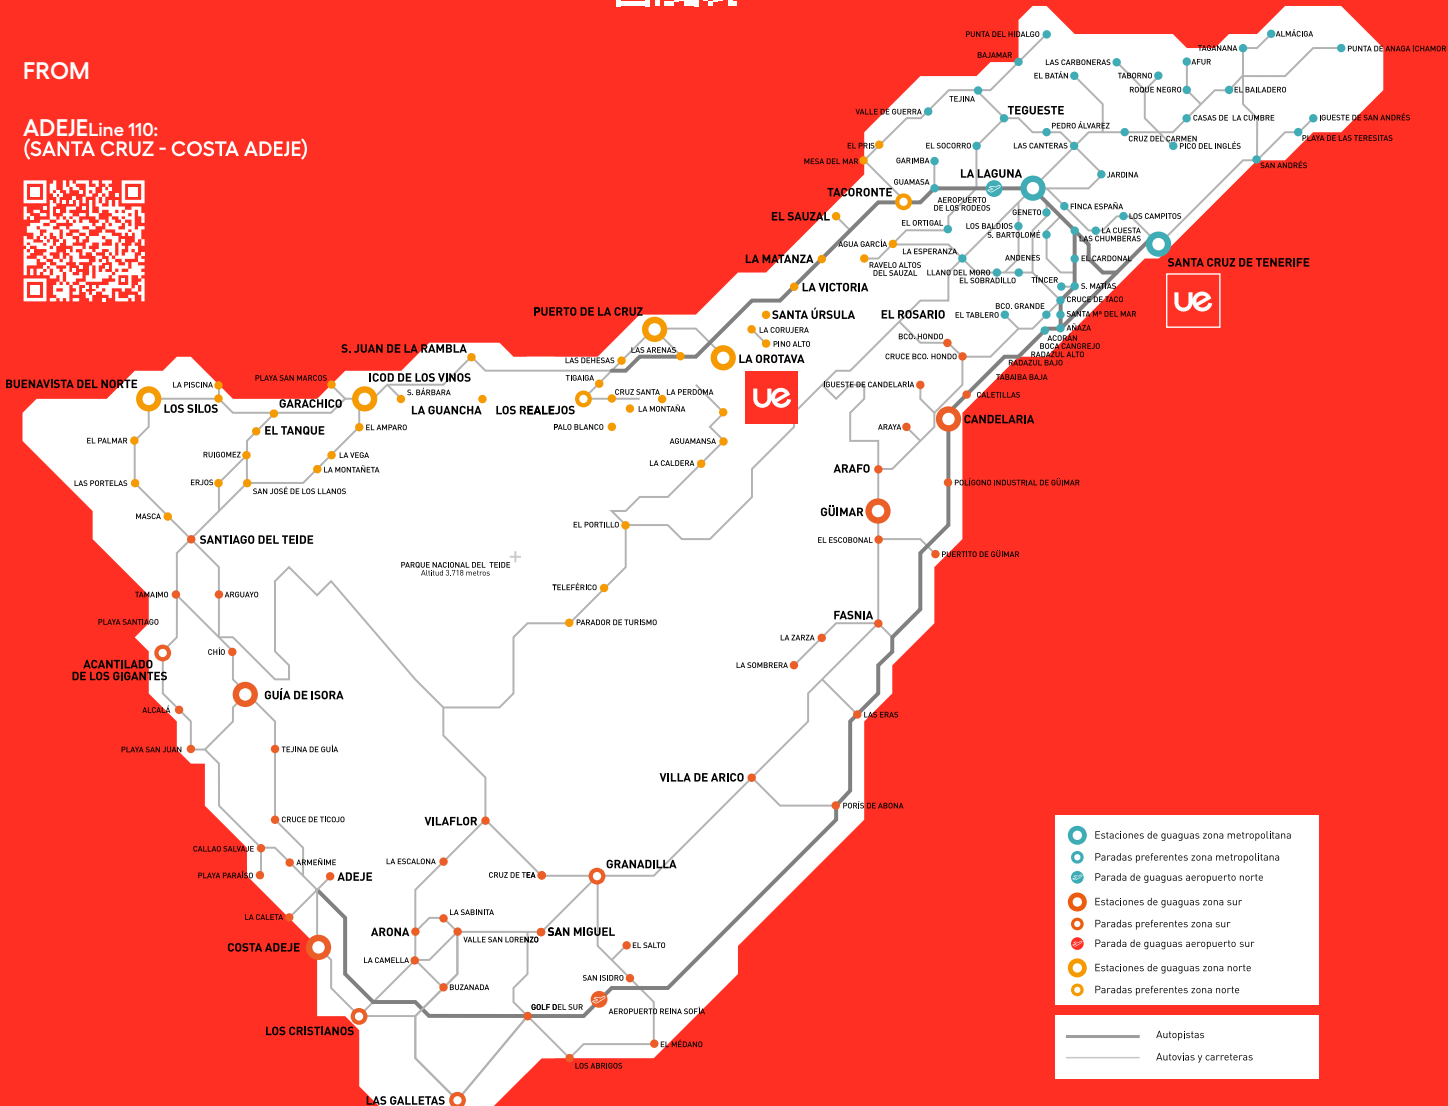 FROM
ADEJE Line 110:
(SANTA CRUZ - COSTA ADEJE)
PUNTA DEL HIDALGO
BAJAMAR
ALMÁCIGA
TAGANANA
PUNTA DE ANAGA (CHAMOR
LAS CARBONERAS
AFUR
EL BATÁN
TABORNO
ROQUE NEGRO
EL BAILADERO
TEJINA
VALLE DE GUERRA
TEGUESTE
CASAS DE LA CUMBRE
IGUESTE DE SAN ANDRÉS
PEDRO ÁLVAREZ
PLAYA DE LAS TERESITAS
CRUZ DEL CARMEN
EL PRIS
EL SOCORRO
LAS CANTERAS
PICO DEL INGLÉS
MESA DEL MAR
GARIMBA
SAN ANDRÉS
LA LAGUNA
JARDINA
GUAMASA
TACORONTE
AEROPUERTO
DE LOS RODEOS
FINCA ESPAÑA
GENETO
EL SAUZAL
LOS CAMPITOS
EL ORTIGAL
LOS BALDIOS
LA CUESTA
S. BARTOLOMÉ
LAS CHUMBERAS
AGUA GARCÍA
LA ESPERANZA
LA MATANZA
RAVELO ALTOS
DEL SAUZAL
ANDENES
EL CARDONAL
SANTA CRUZ DE TENERIFE
LLANO DEL MORO
EL SOBRADILLO
TÍNCER
S. MATÍAS
LA VICTORIA
ue
CRUCE DE TACO
BCO. GRANDE
PUERTO DE LA CRUZ
SANTA ÚRSULA
EL ROSARIO
EL TABLERO
SANTA Mª DEL MAR
LA CORUJERA
AÑAZA
BCO. HONDO
ACORÁN
PINO ALTO
BOCA CANGREJO
S. JUAN DE LA RAMBLA
LAS ARENAS
LA OROTAVA
CRUCE BCO. HONDO
RADAZUL ALTO
LAS DEHESAS
RADAZUL BAJO
TABAIBA BAJA
BUENAVISTA DEL NORTE
LA PISCINA
PLAYA SAN MARCOS
ICOD DE LOS VINOS
TIGAIGA
IGUESTE DE CANDELARÍA
S. BÁRBARA
CRUZ SANTA
LA PERDOMA
ue
CALETILLAS
LOS SILOS
GARACHICO
LA GUANCHA
LOS REALEJOS
LA MONTAÑA
CANDELARIA
EL TANQUE
EL AMPARO
PALO BLANCO
ARAYA
EL PALMAR
AGUAMANSA
RUIGOMEZ
LA VEGA
LA CALDERA
ARAFO
LA MONTAÑETA
LAS PORTELAS
ERJOS
SAN JOSÉ DE LOS LLANOS
POLÍGONO INDUSTRIAL DE GÜIMAR
MASCA
GÜIMAR
EL PORTILLO
SANTIAGO DEL TEIDE
EL ESCOBONAL
PUERTITO DE GÜIMAR
PARQUE NACIONAL DEL TEIDE
Altitud 3,718 metros
TELEFÉRICO
TAMAIMO
ARGUAYO
PLAYA SANTIAGO
PARADOR DE TURISMO
FASNIA
LA ZARZA
CHÍO
ACANTILADO
DE LOS GIGANTES
LA SOMBRERA
GUÍA DE ISORA
ALCALÁ
LAS ERAS
PLAYA SAN JUAN
TEJINA DE GUÍA
VILLA DE ARICO
PORÍS DE ABONA
CRUCE DE TICOJO
VILAFLOR
CALLAO SALVAJE
ARMEÑIME
LA ESCALONA
GRANADILLA
PLAYA PARAÍSO
ADEJE
CRUZ DE TEA
LA CALETA
LA SABINITA
ARONA
VALLE SAN LORENZO
SAN MIGUEL
COSTA ADEJE
EL SALTO
LA CAMELLA
SAN ISIDRO
BUZANADA
GOLF DEL SUR
AEROPUERTO REINA SOFÍA
LOS CRISTIANOS
EL MÉDANO
LOS ABRIGOS
LAS GALLETAS
Estaciones de guaguas zona metropolitana
Paradas preferentes zona metropolitana
Parada de guaguas aeropuerto norte
Estaciones de guaguas zona sur
Paradas preferentes zona sur
Parada de guaguas aeropuerto sur
Estaciones de guaguas zona norte
Paradas preferentes zona norte
Autopistas
Autovias y carreteras